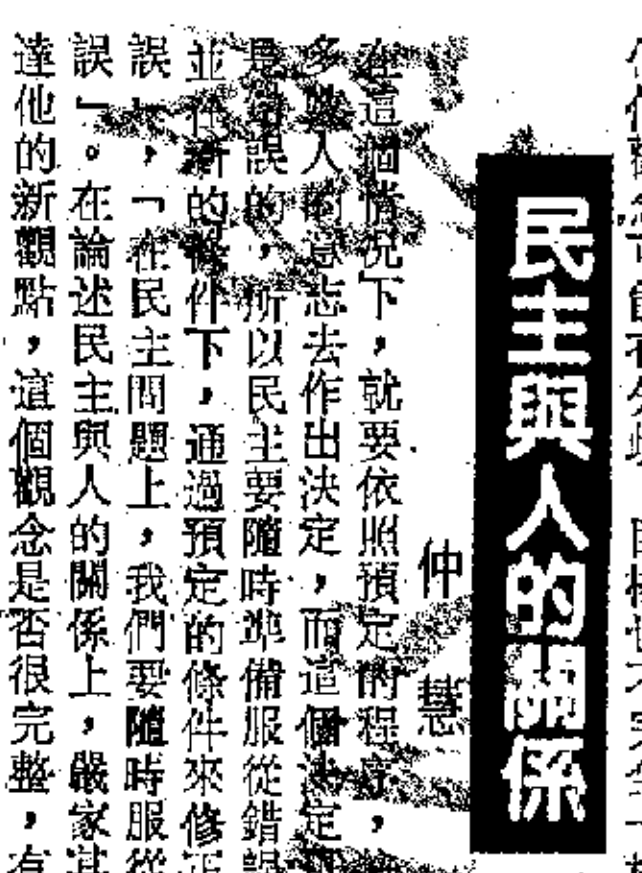 民主與人的關係
仲慧
在這個情況下，就要依照預定的程序，
多數人的意志去作出決定，而這個決定
是錯誤的，所以民主要隨時準備服從錯誤
並在新的條件下，通過預定的條件來修正
誤」，「在民主問題上，我們要隨時服從
誤」。在論述民主與人的關係上，嚴家其
達他的新觀點，這個觀念是否很完整，有